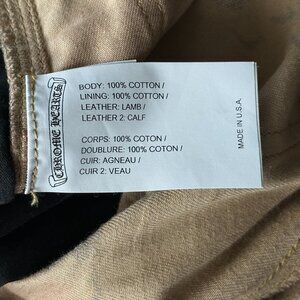 CHROME HEARTS
BODY: 100% COTTON /
LINING: 100% COTTON /
LEATHER: LAMB /
LEATHER 2: CALF
CORPS: 100% COTON /
DOUBLURE: 100% COTON /
CUIR: AGNEAU /
CUIR 2: VEAU
MADE IN U.S.A.